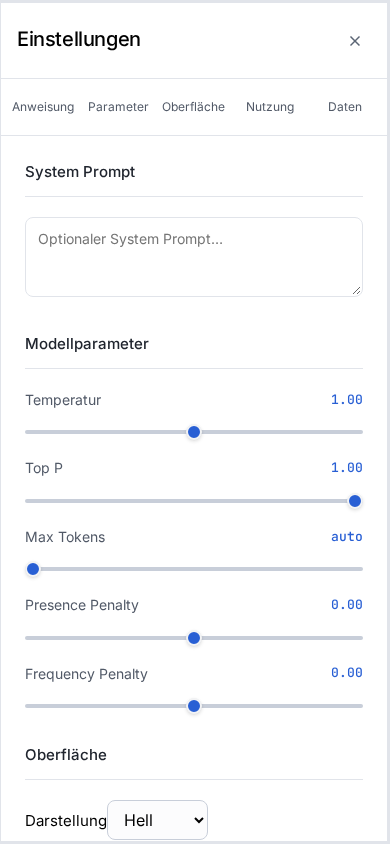 Einstellungen ×
Anweisung Parameter Oberfläche Nutzung Daten
System Prompt
Optionaler System Prompt...
Modellparameter
Temperatur 1.00
Top P 1.00
Max Tokens auto
Presence Penalty 0.00
Frequency Penalty 0.00
Oberfläche
Darstellung Hell